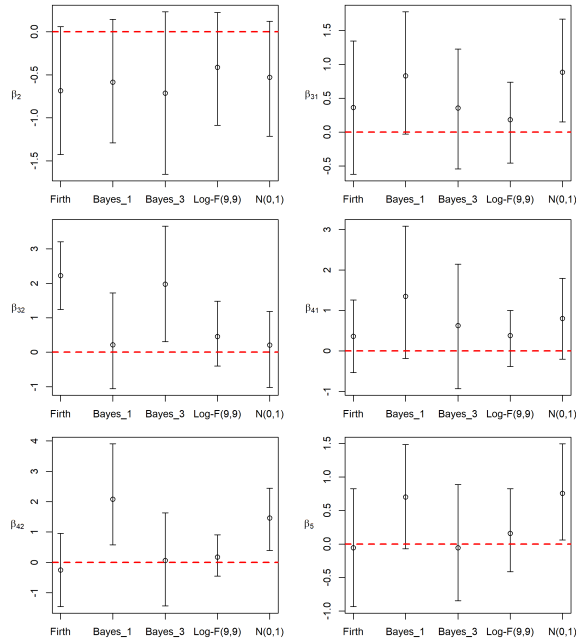 β2
0.0
-0.5
-1.0
-1.5
Firth Bayes_1 Bayes_3 Log-F(9,9) N(0,1)
β31
1.5
1.0
0.5
0.0
-0.5
Firth Bayes_1 Bayes_3 Log-F(9,9) N(0,1)
β32
3
2
1
0
-1
Firth Bayes_1 Bayes_3 Log-F(9,9) N(0,1)
β41
3
2
1
0
-1
Firth Bayes_1 Bayes_3 Log-F(9,9) N(0,1)
β42
4
3
2
1
0
-1
Firth Bayes_1 Bayes_3 Log-F(9,9) N(0,1)
β5
1.5
1.0
0.5
0.0
-0.5
-1.0
Firth Bayes_1 Bayes_3 Log-F(9,9) N(0,1)